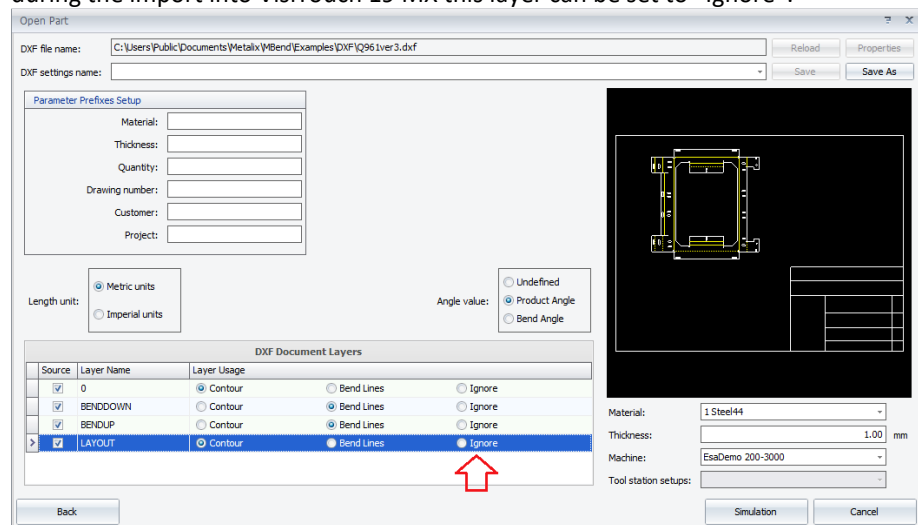 during the import into VisiTouch 19 MX this layer can be set to "Ignore".
Open Part
DXF file name: C:\Users\Public\Documents\Metalix\MBend\Examples\DXF\Q961ver3.dxf Reload Properties
DXF settings name: Save Save As
Parameter Prefixes Setup
Material:
Thickness:
Quantity:
Drawing number:
Customer:
Project:
Length unit: Metric units Imperial units
Angle value: Undefined Product Angle Bend Angle
DXF Document Layers
Source Layer Name Layer Usage
0 Contour Bend Lines Ignore
BENDDOWN Contour Bend Lines Ignore
BENDUP Contour Bend Lines Ignore
LAYOUT Contour Bend Lines Ignore
Material: 1 Steel44
Thickness: 1.00 mm
Machine: EsaDemo 200-3000
Tool station setups:
Back Simulation Cancel